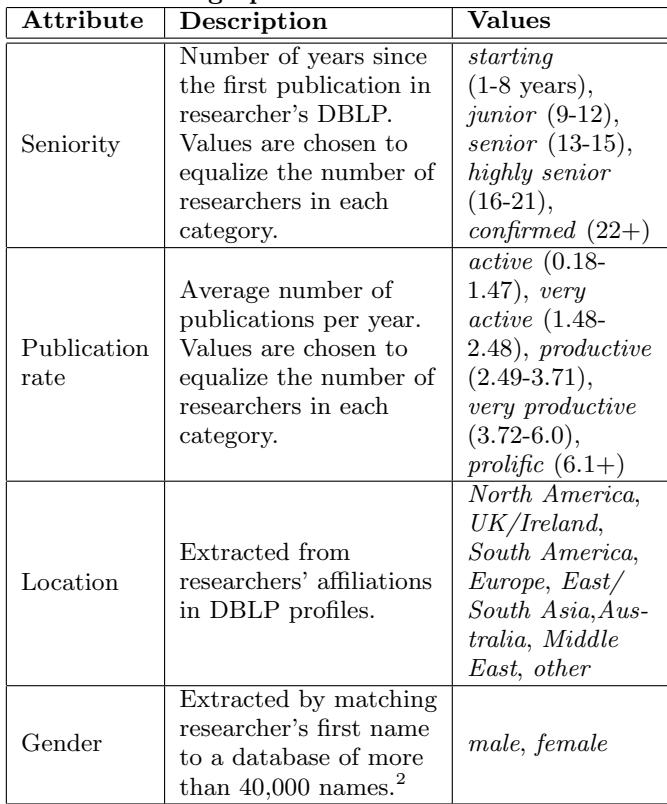 Attribute Description Values
Seniority
Number of years since
the first publication in
researcher's DBLP.
Values are chosen to
equalize the number of
researchers in each
category.
starting
(1-8 years),
junior (9-12),
senior (13-15),
highly senior
(16-21),
confirmed (22+)
Publication
rate
Average number of
publications per year.
Values are chosen to
equalize the number of
researchers in each
category.
active (0.18-
1.47), very
active (1.48-
2.48), productive
(2.49-3.71),
very productive
(3.72-6.0),
prolific (6.1+)
Location
Extracted from
researchers' affiliations
in DBLP profiles.
North America,
UK/Ireland,
South America,
Europe, East/
South Asia,Aus-
tralia, Middle
East, other
Gender
Extracted by matching
researcher's first name
to a database of more
than 40,000 names.2
male, female